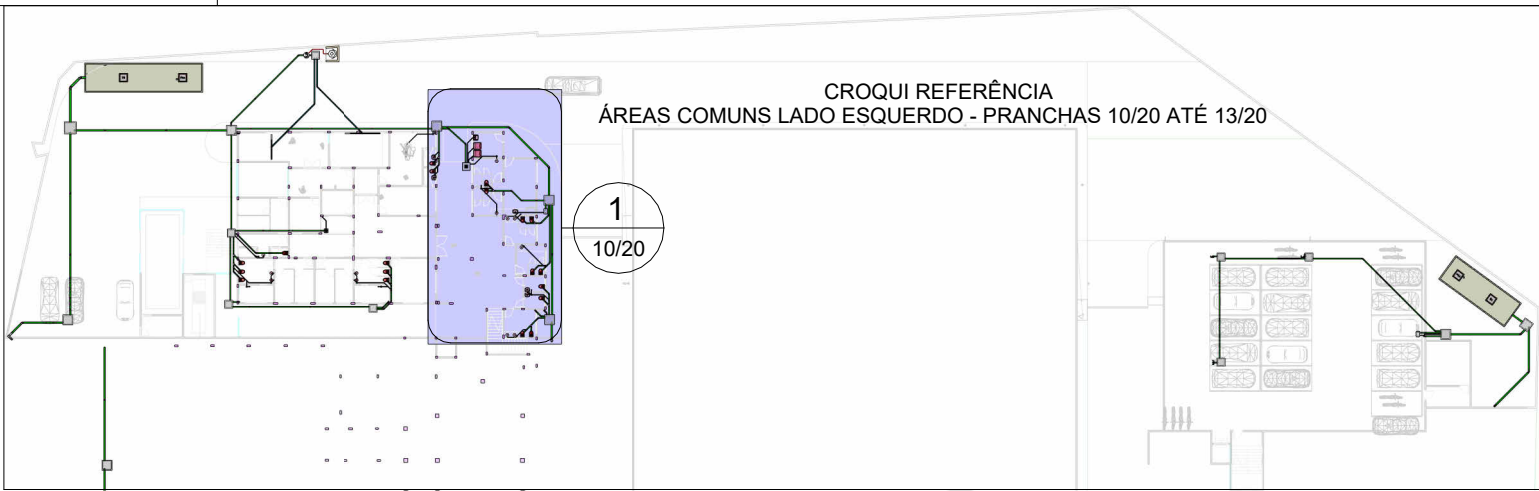 CROQUI REFERÊNCIA
ÁREAS COMUNS LADO ESQUERDO - PRANCHAS 10/20 ATÉ 13/20
1
10/20